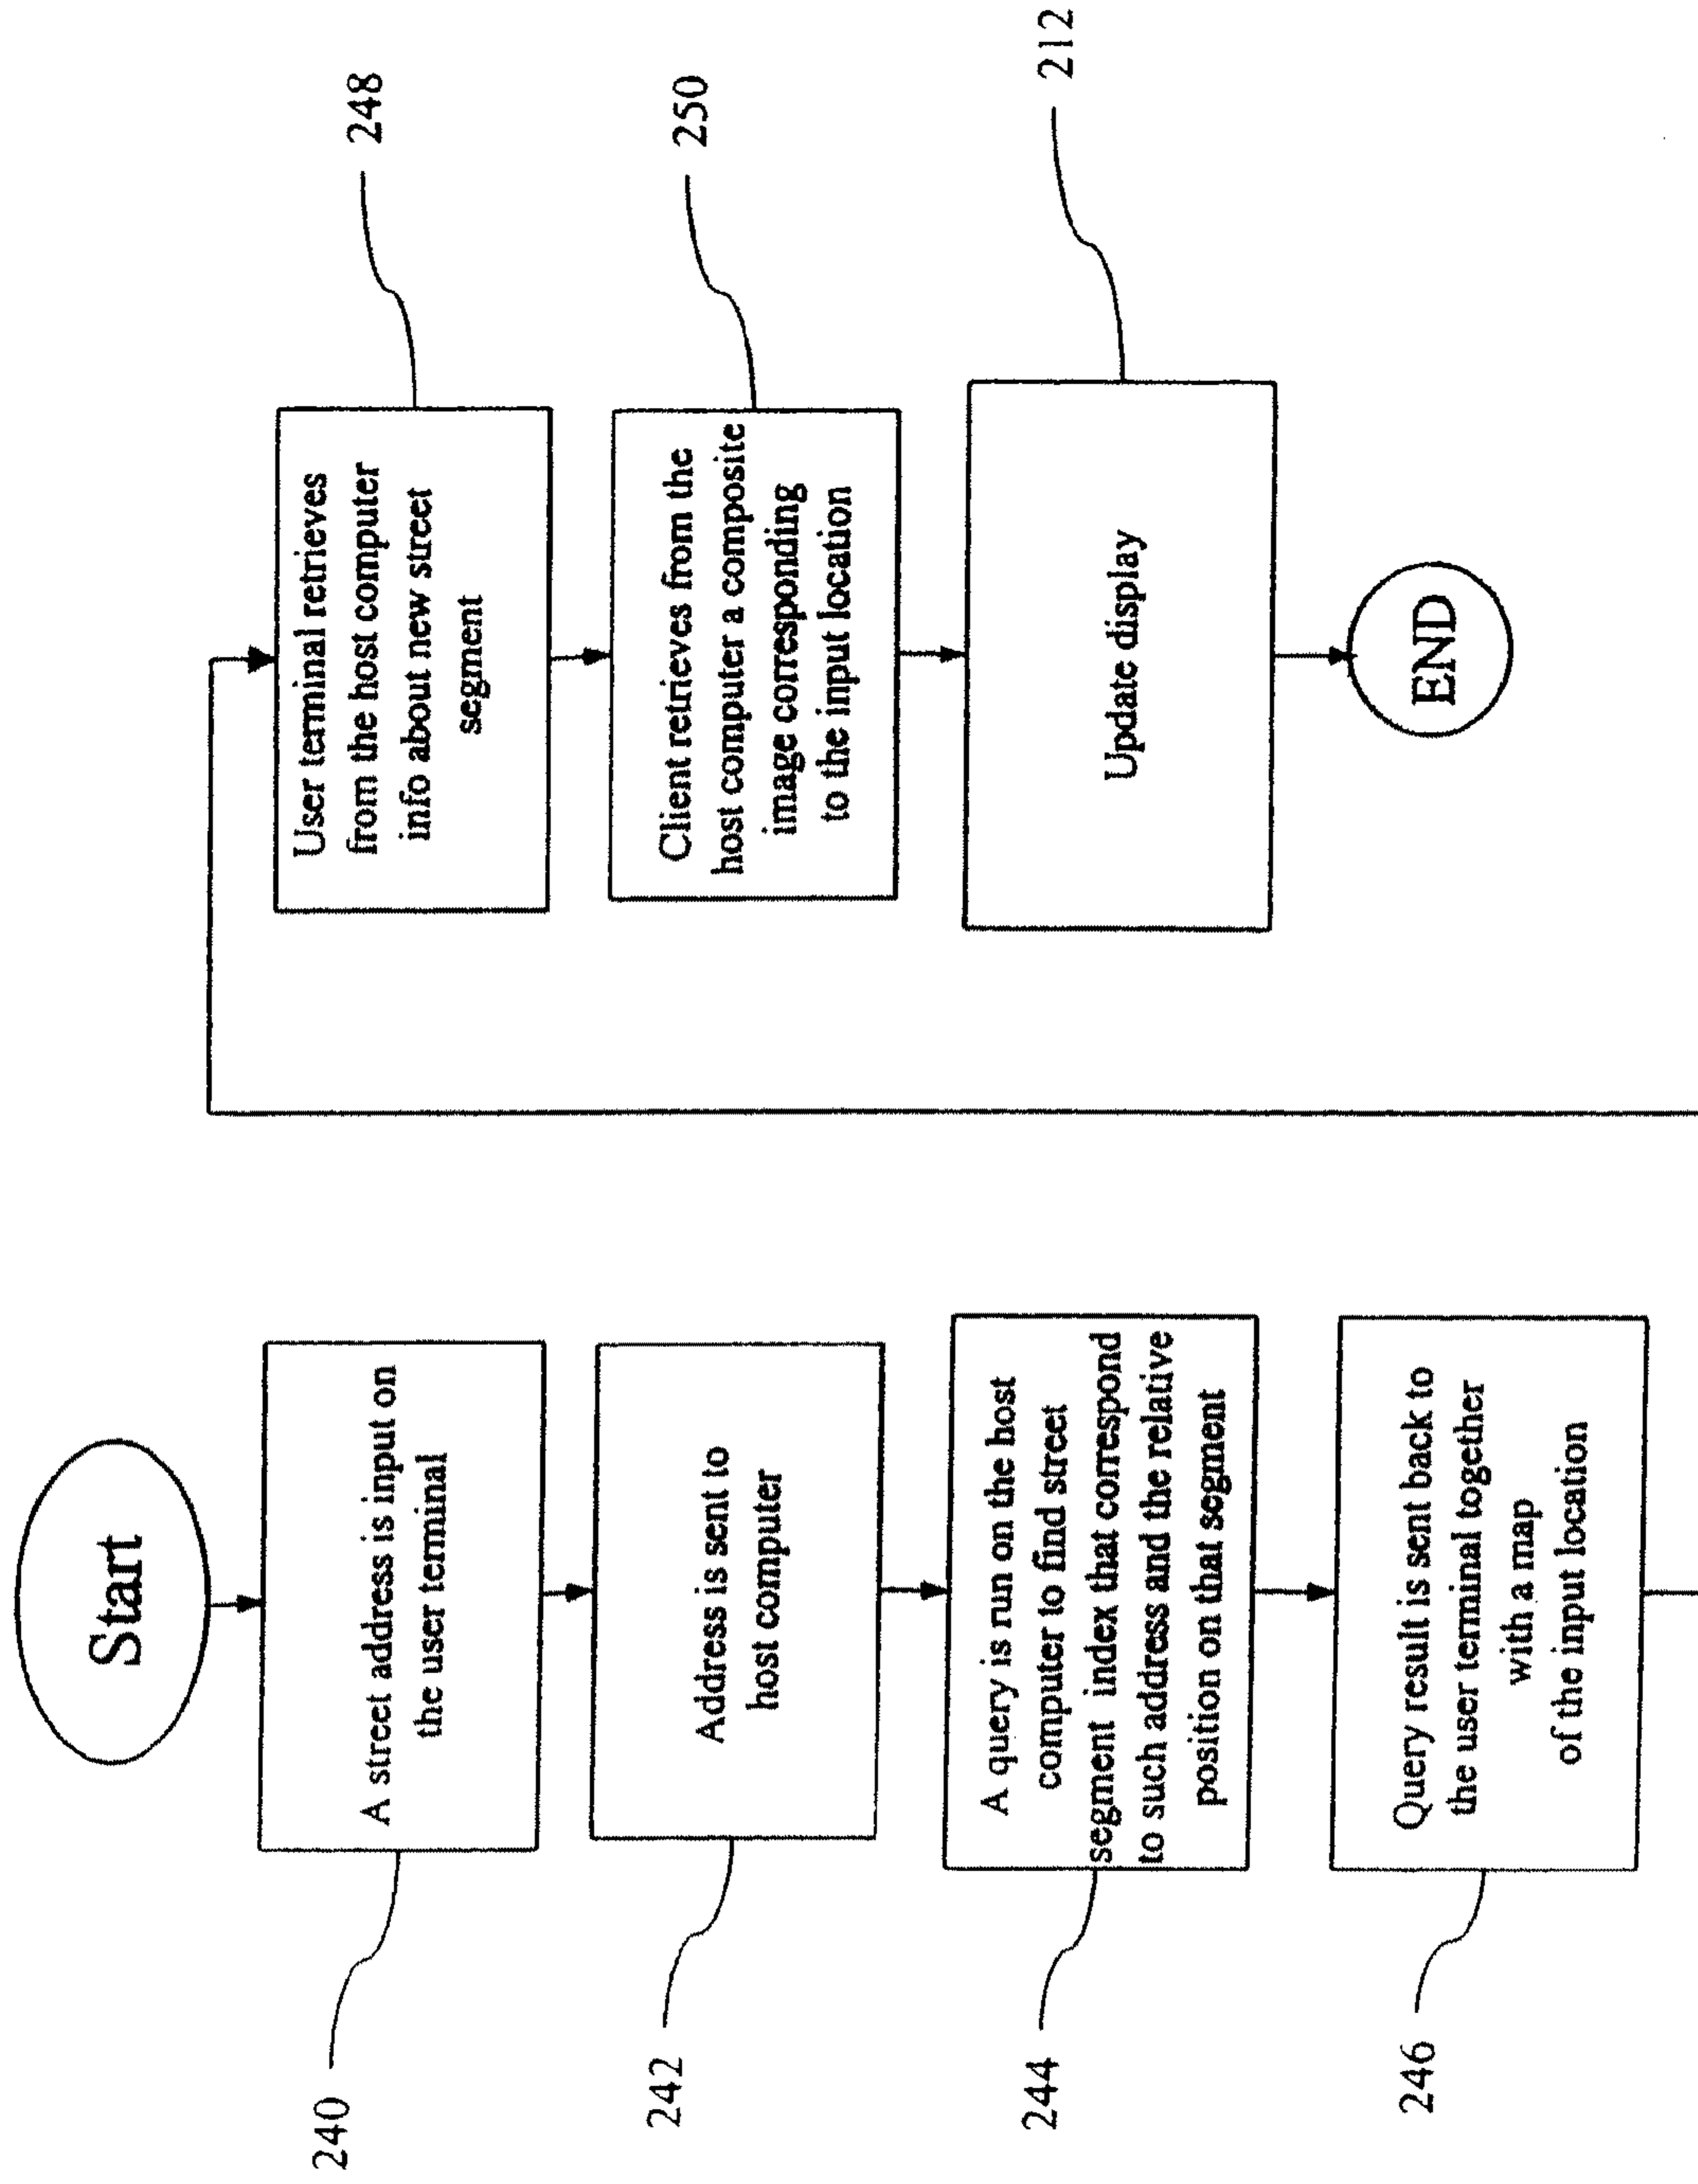 Start
240
A street address is input on
the user terminal
242
Address is sent to
host computer
244
A query is run on the host
computer to find street
segment index that correspond
to such address and the relative
position on that segment
246
Query result is sent back to
the user terminal together
with a map
of the input location
248
User terminal retrieves
from the host computer
info about new street
segment
250
Client retrieves from the
host computer a composite
image corresponding
to the input location
212
Update display
END